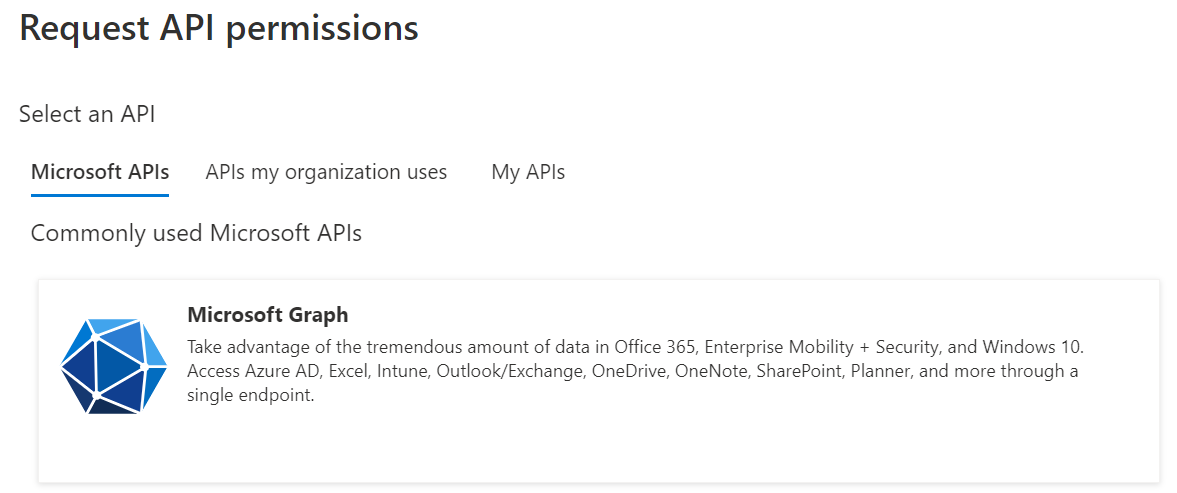 Request API permissions
Select an API
Microsoft APIs APIs my organization uses My APIs
Commonly used Microsoft APIs
Microsoft Graph
Take advantage of the tremendous amount of data in Office 365, Enterprise Mobility + Security, and Windows 10.
Access Azure AD, Excel, Intune, Outlook/Exchange, OneDrive, OneNote, SharePoint, Planner, and more through a
single endpoint.